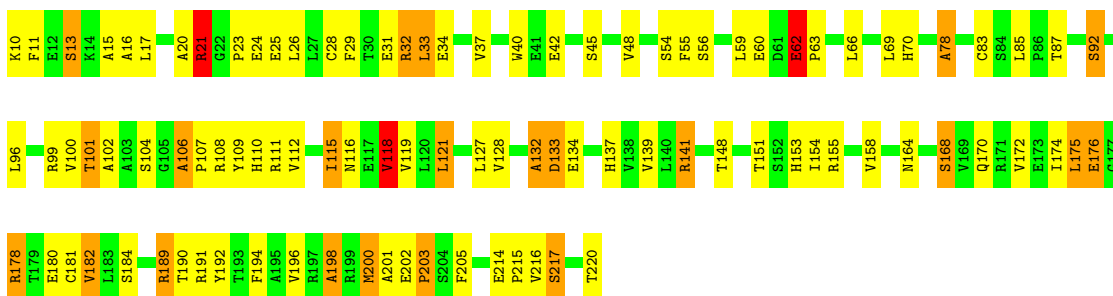 K10 F11 E12 S13 K14 A15 A16 L17 A20 R21 G22 P23 E24 E25 L26 L27 C28 F29 T30 E31 R32 L33 E34 V37 W40 E41 E42 S45 V48 S54 F55 S56 L59 E60 D61 E62 P63 L66 L69 H70 A78 C83 S84 L85 P86 T87 S92
L96 R99 V100 T101 A102 A103 S104 G105 A106 P107 R108 Y109 H110 R111 V112 I115 N116 E117 V118 V119 L120 L121 L127 V128 A132 D133 E134 H137 V138 V139 L140 R141 T148 T151 S152 H153 I154 R155 V158 N164 S168 V169 Q170 R171 V172 E173 I174 L175 E176 G177
R178 T179 E180 C181 V182 L183 S184 R189 T190 R191 Y192 T193 F194 A195 V196 R197 A198 R199 M200 A201 E202 P203 S204 F205 E214 P215 V216 S217 T220